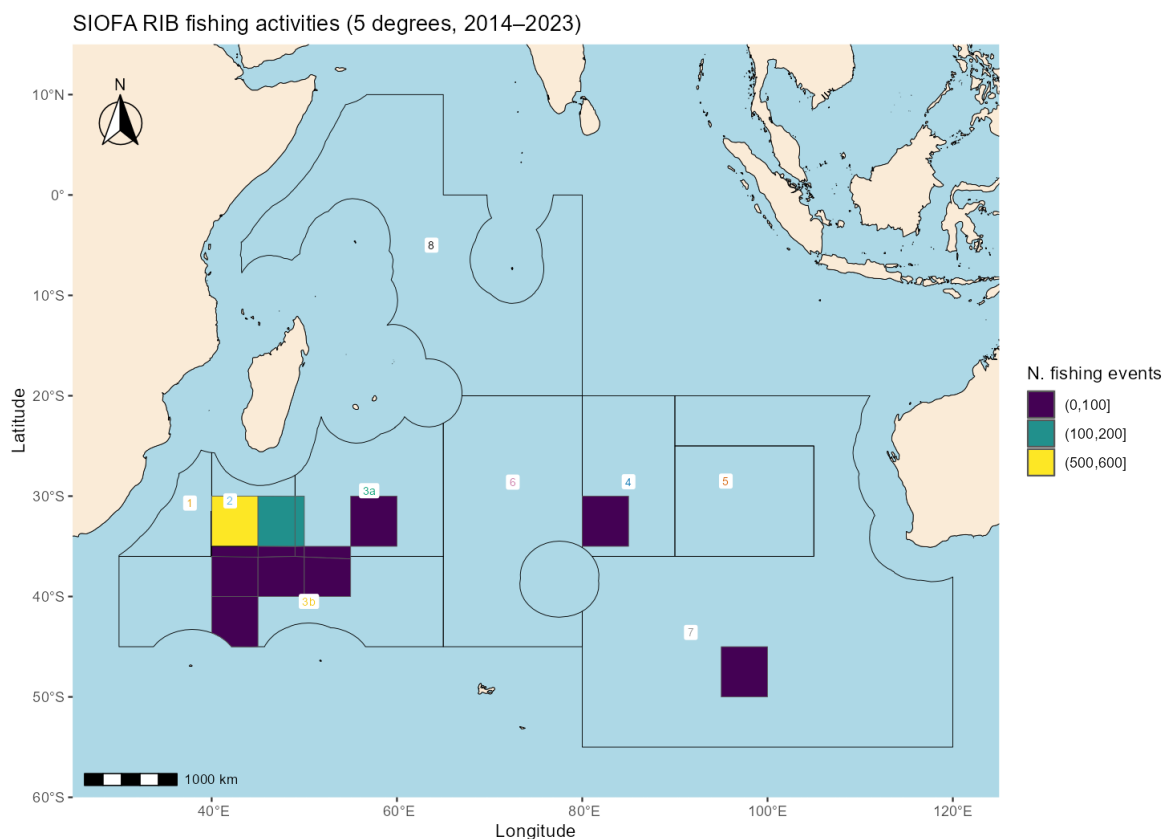 SIOFA RIB fishing activities (5 degrees, 2014–2023)
N
10°N
0°
10°S
20°S
30°S
40°S
50°S
60°S
Latitude
8
1
2
3a
6
4
5
3b
7
1000 km
40°E
60°E
80°E
100°E
120°E
Longitude
N. fishing events
(0,100]
(100,200]
(500,600]